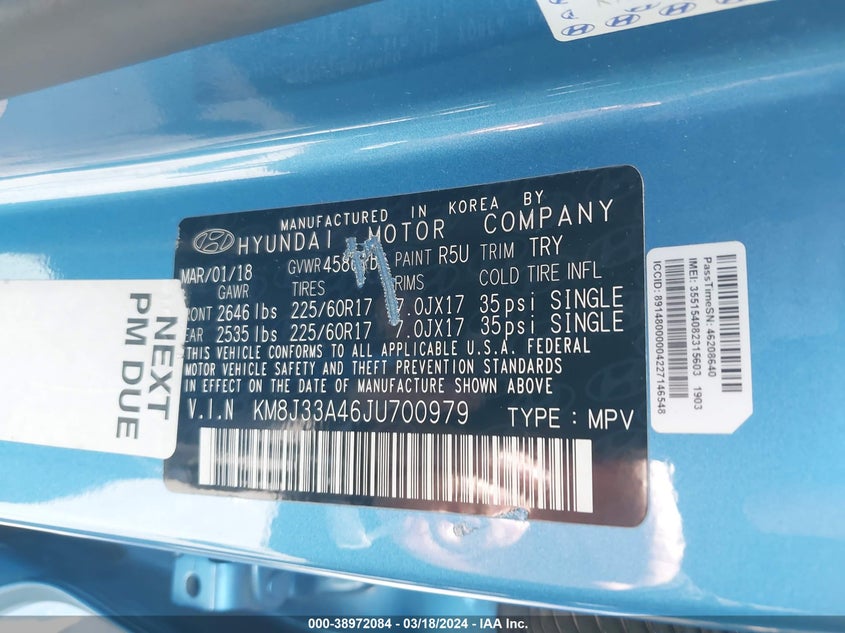 MANUFACTURED IN KOREA BY
HYUNDAI MOTOR COMPANY
MAR/01/18 GVWR PAINT R5U TRIM TRY
GAWR TIRES RIMS COLD TIRE INFL
FRONT 2646 lbs 225/60R17 7.0JX17 35psi SINGLE
REAR 2535 lbs 225/60R17 7.0JX17 35psi SINGLE
THIS VEHICLE CONFORMS TO ALL APPLICABLE U.S.A. FEDERAL
MOTOR VEHICLE SAFETY AND THEFT PREVENTION STANDARDS
IN EFFECT ON THE DATE OF MANUFACTURE SHOWN ABOVE.
V.I.N KM8J33A46JU700979 TYPE : MPV
NEXT
PM DUE
PassTimeSN: 46208640
IMEI: 355154082315603 1903
ICCID: 89148000004227146548
000-38972084 - 03/18/2024 - IAA Inc.